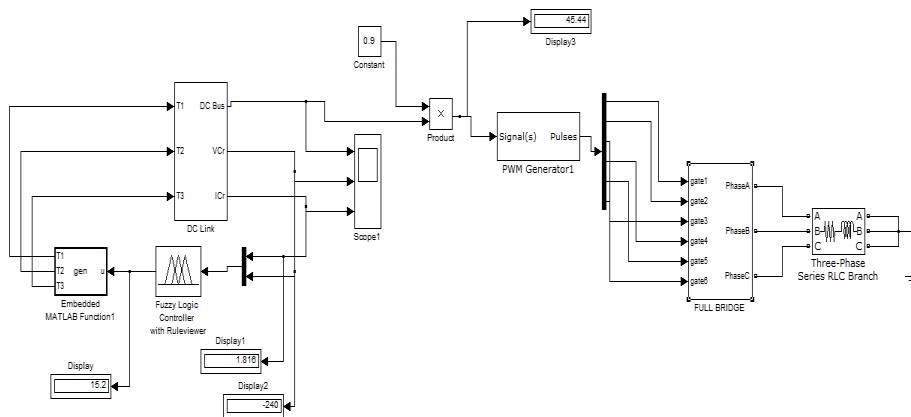 45.44
Display3
0.9
Constant
T1
DC Bus
T2
VCr
T3
ICr
DC Link
X
Product
Signal(s)
Pulses
PWM Generator1
Scope1
gate1
gate2
gate3
gate4
gate5
gate6
PhaseA
PhaseB
PhaseC
FULL BRIDGE
A
B
C
A
B
C
Three-Phase
Series RLC Branch
T1
T2
T3
gen
u
Embedded
MATLAB Function1
Fuzzy Logic
Controller
with Ruleviewer
Display1
1.816
Display
15.2
Display2
-240